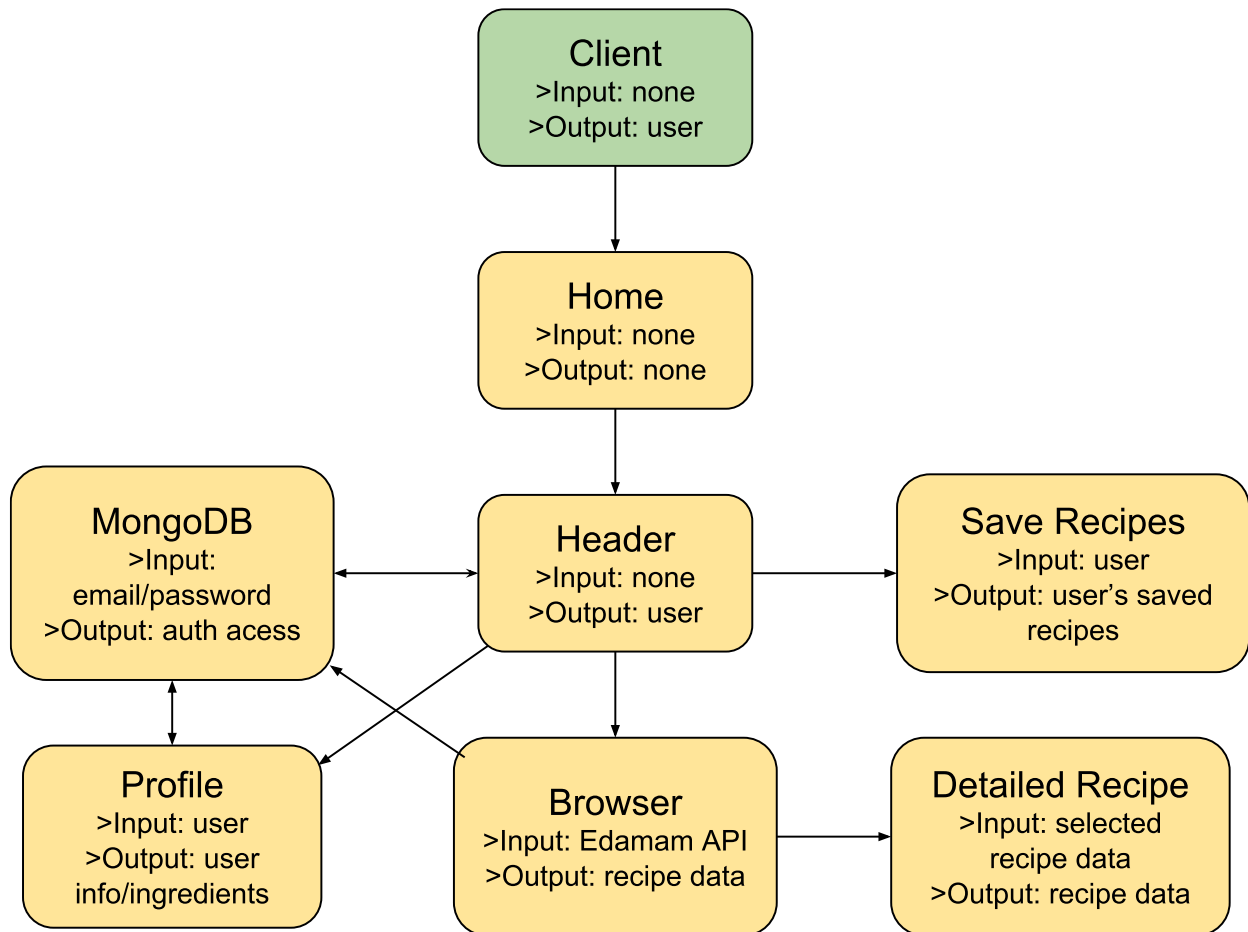 Client
>Input: none
>Output: user
Home
>Input: none
>Output: none
MongoDB
>Input:
email/password
>Output: auth acess
Header
>Input: none
>Output: user
Save Recipes
>Input: user
>Output: user’s saved
recipes
Profile
>Input: user
>Output: user
info/ingredients
Browser
>Input: Edamam API
>Output: recipe data
Detailed Recipe
>Input: selected
recipe data
>Output: recipe data